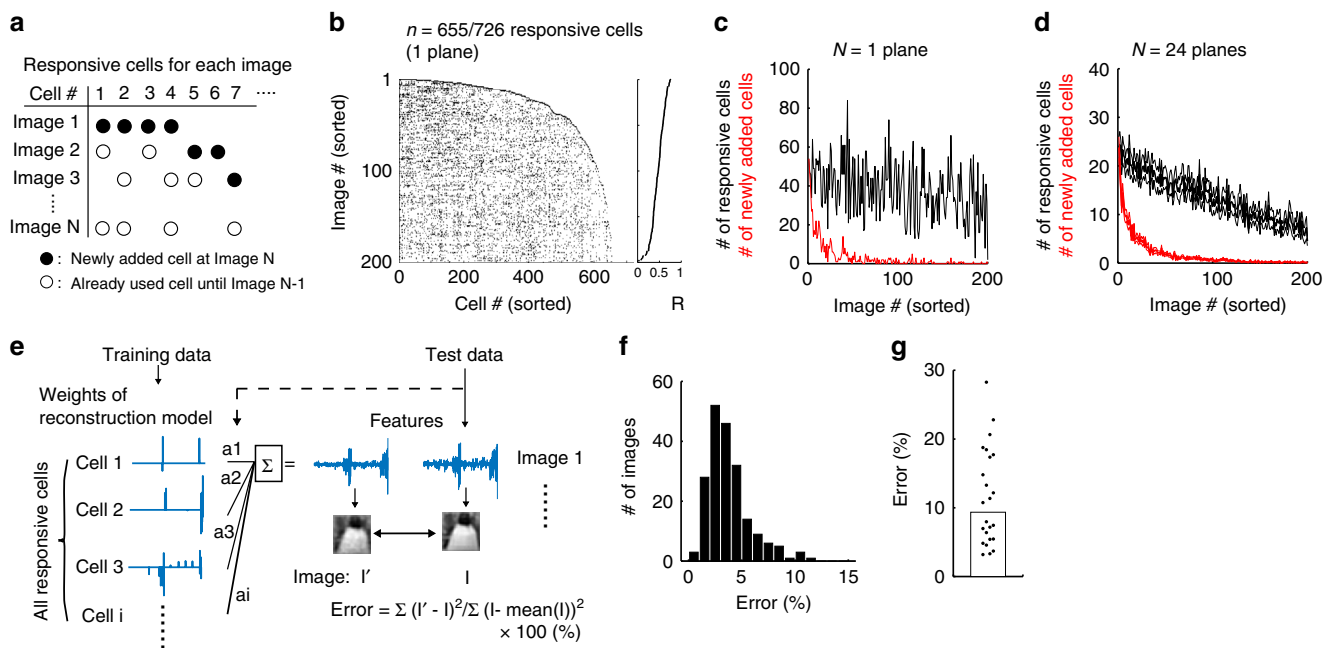 a
Responsive cells for each image
Cell # 1 2 3 4 5 6 7 ....
Image 1
Image 2
Image 3
Image N
: Newly added cell at Image N
: Already used cell until Image N-1
b
n = 655/726 responsive cells
(1 plane)
Image # (sorted)
1
100
200
0 200 400 600
Cell # (sorted)
0 0.5 1
R
c
N = 1 plane
# of responsive cells
# of newly added cells
100
80
60
40
20
0
0 100 200
Image # (sorted)
d
N = 24 planes
# of responsive cells
# of newly added cells
40
30
20
10
0
0 100 200
Image # (sorted)
e
Training data
Test data
Weights of
reconstruction model
Features
All responsive cells
Cell 1
Cell 2
Cell 3
Cell i
a1
a2
a3
ai
Σ =
Image 1
Image: I′ I
Error = Σ (I′ - I)²/Σ (I- mean(I))²
× 100 (%)
f
# of images
60
40
20
0
0 5 10 15
Error (%)
g
Error (%)
30
20
10
0